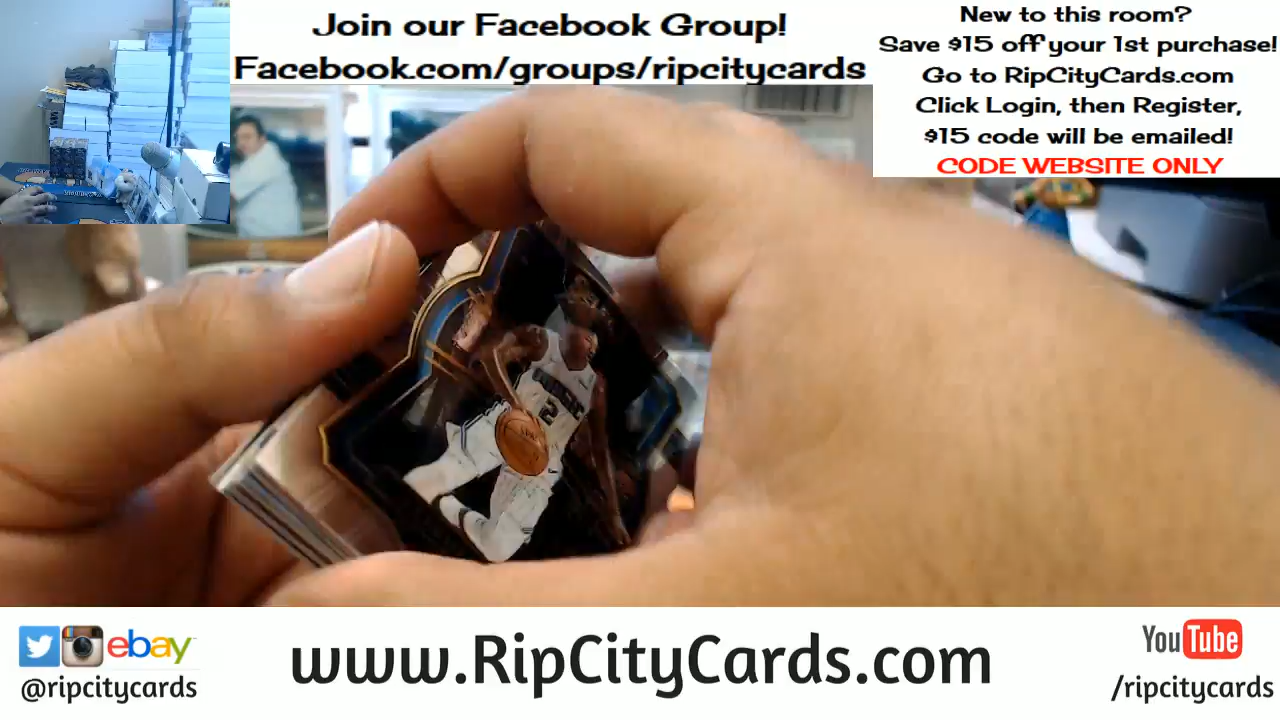 Join our Facebook Group!
Facebook.com/groups/ripcitycards
New to this room?
Save $15 off your 1st purchase!
Go to RipCityCards.com
Click Login, then Register,
$15 code will be emailed!
CODE WEBSITE ONLY
ebay
@ripcitycards
www.RipCityCards.com
YouTube
/ripcitycards